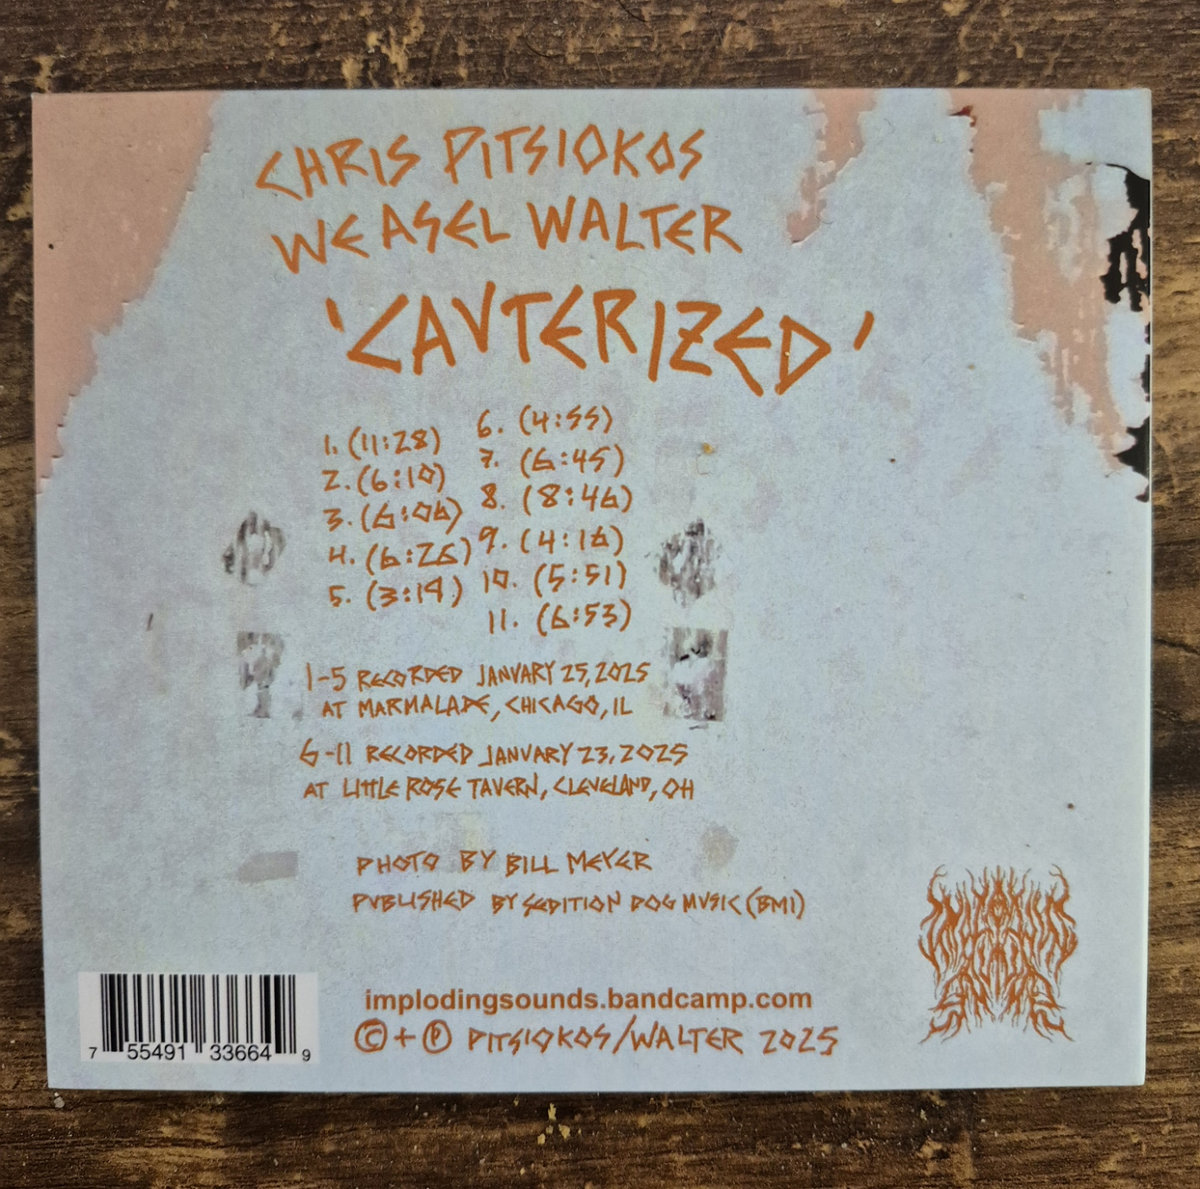 CHRIS PITSIOKOS
WEASEL WALTER
'CAUTERIZED'
1. (11:28)
2. (6:10)
3. (6:06)
4. (6:26)
5. (3:19)
6. (4:55)
7. (6:45)
8. (8:46)
9. (4:16)
10. (5:51)
11. (6:53)
1-5 RECORDED JANUARY 25, 2025
AT MARMALADE, CHICAGO, IL
6-11 RECORDED JANUARY 23, 2025
AT LITTLE ROSE TAVERN, CLEVELAND, OH
PHOTO BY BILL MEYER
PUBLISHED BY SEDITION DOG MUSIC (BMI)
implodingsounds.bandcamp.com
© + ℗ PITSIOKOS/WALTER 2025
7 55491 33664 9